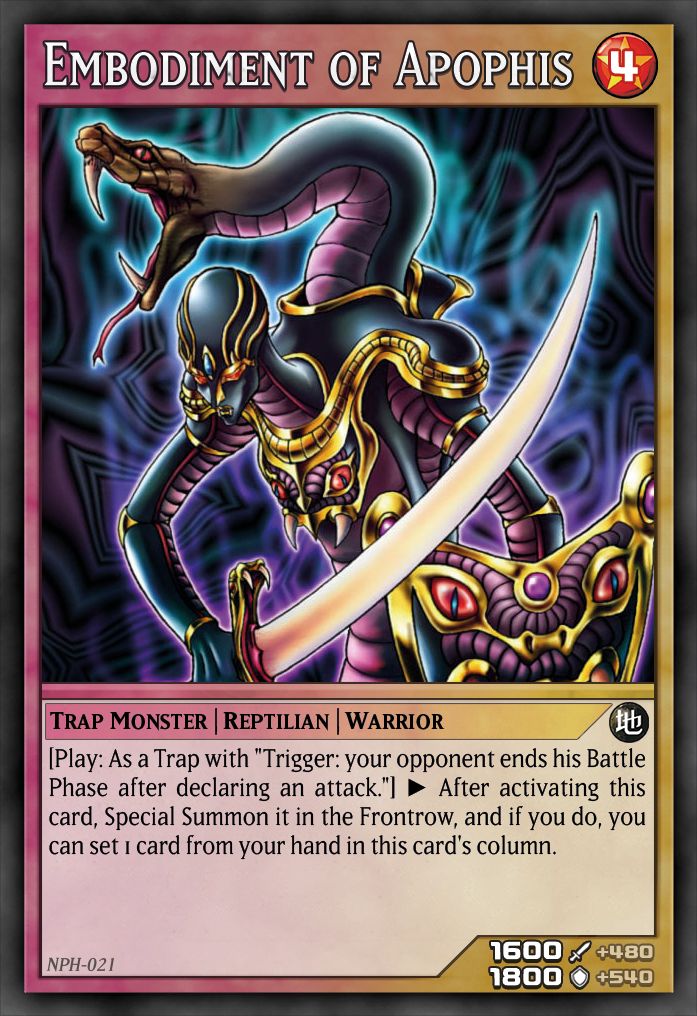 Embodiment of Apophis
4
Trap Monster | Reptilian | Warrior
地
[Play: As a Trap with "Trigger: your opponent ends his Battle
Phase after declaring an attack."] ► After activating this
card, Special Summon it in the Frontrow, and if you do, you
can set 1 card from your hand in this card's column.
1600 +480
1800 +540
NPH-021